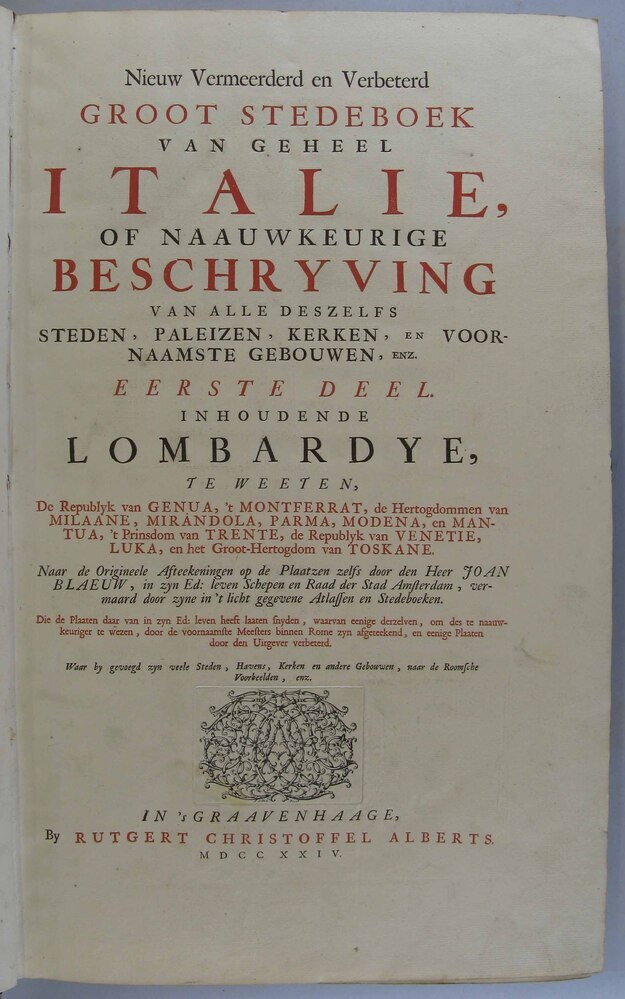 Nieuw Vermeerderd en Verbeterd
GROOT STEDEBOEK
VAN GEHEEL
ITALIE,
OF NAAUWKEURIGE
BESCHRYVING
VAN ALLE DESZELFS
STEDEN, PALEIZEN, KERKEN, EN VOOR-
NAAMSTE GEBOUWEN, ENZ.
EERSTE DEEL.
INHOUDENDE
LOMBARDYE,
TE WEETEN,
De Republyk van GENUA, 't MONTFERRAT, de Hertogdommen van
MILAANE, MIRANDOLA, PARMA, MODENA, en MAN-
TUA, 't Prinsdom van TRENTE, de Republyk van VENETIE,
LUKA, en het Groot-Hertogdom van TOSKANE.
Naar de Origineele Afteekeningen op de Plaatzen zelfs door den Heer JOAN
BLAEUW, in zyn Ed: leven Schepen en Raad der Stad Amſterdam, ver-
maard door zyne in 't licht gegevene Atlaſſen en Stedeboeken.
Die de Plaaten daar van in zyn Ed: leven heeft laaten ſnyden, waarvan eenige derzelven, om des te naauw-
keuriger te wezen, door de voornaamſte Meeſters binnen Rome zyn afgeteekend, en eenige Plaaten
door den Uitgever verbeterd.
Waar by gevoegd zyn veele Steden, Havens, Kerken en andere Gebouwen, naar de Roomſche
Voorbeelden, enz.
IN 'sGRAAVENHAAGE,
By RUTGERT CHRISTOFFEL ALBERTS.
MDCCXXIV.